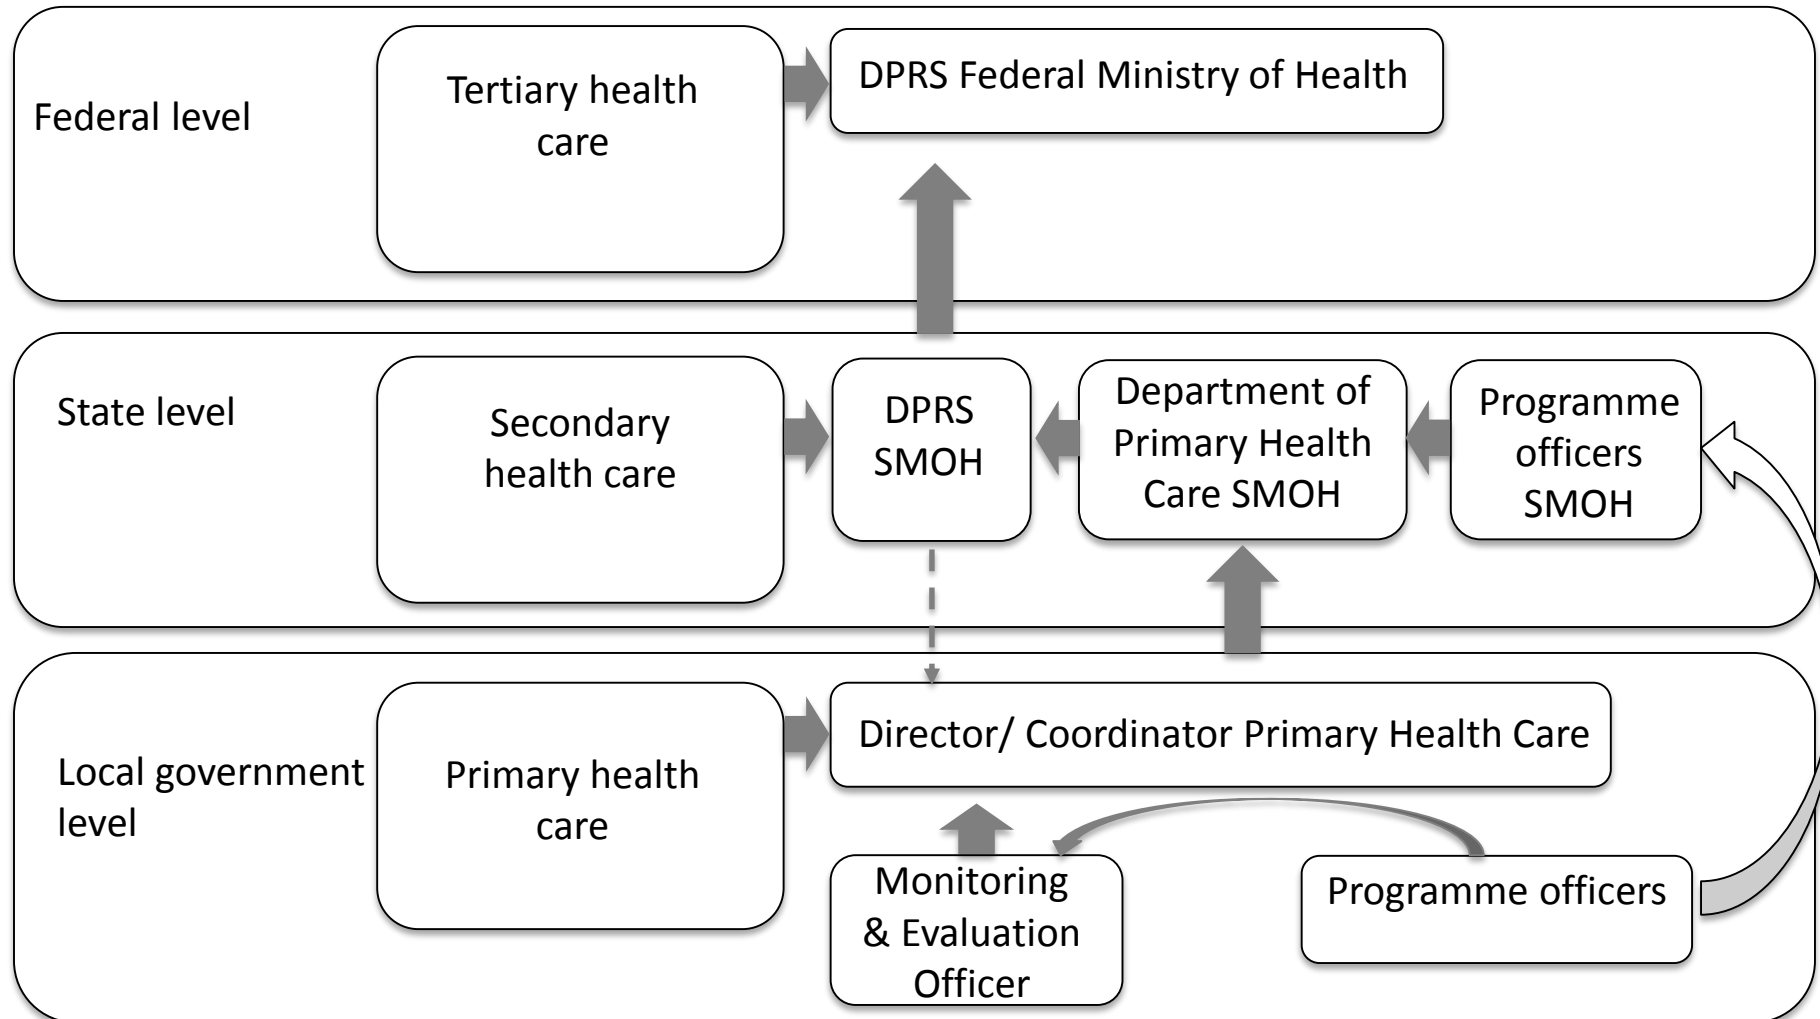 Federal level
Tertiary health
care
DPRS Federal Ministry of Health
State level
Secondary
health care
DPRS
SMOH
Department of
Primary Health
Care SMOH
Programme
officers
SMOH
Local government
level
Primary health
care
Director/ Coordinator Primary Health Care
Monitoring
& Evaluation
Officer
Programme officers